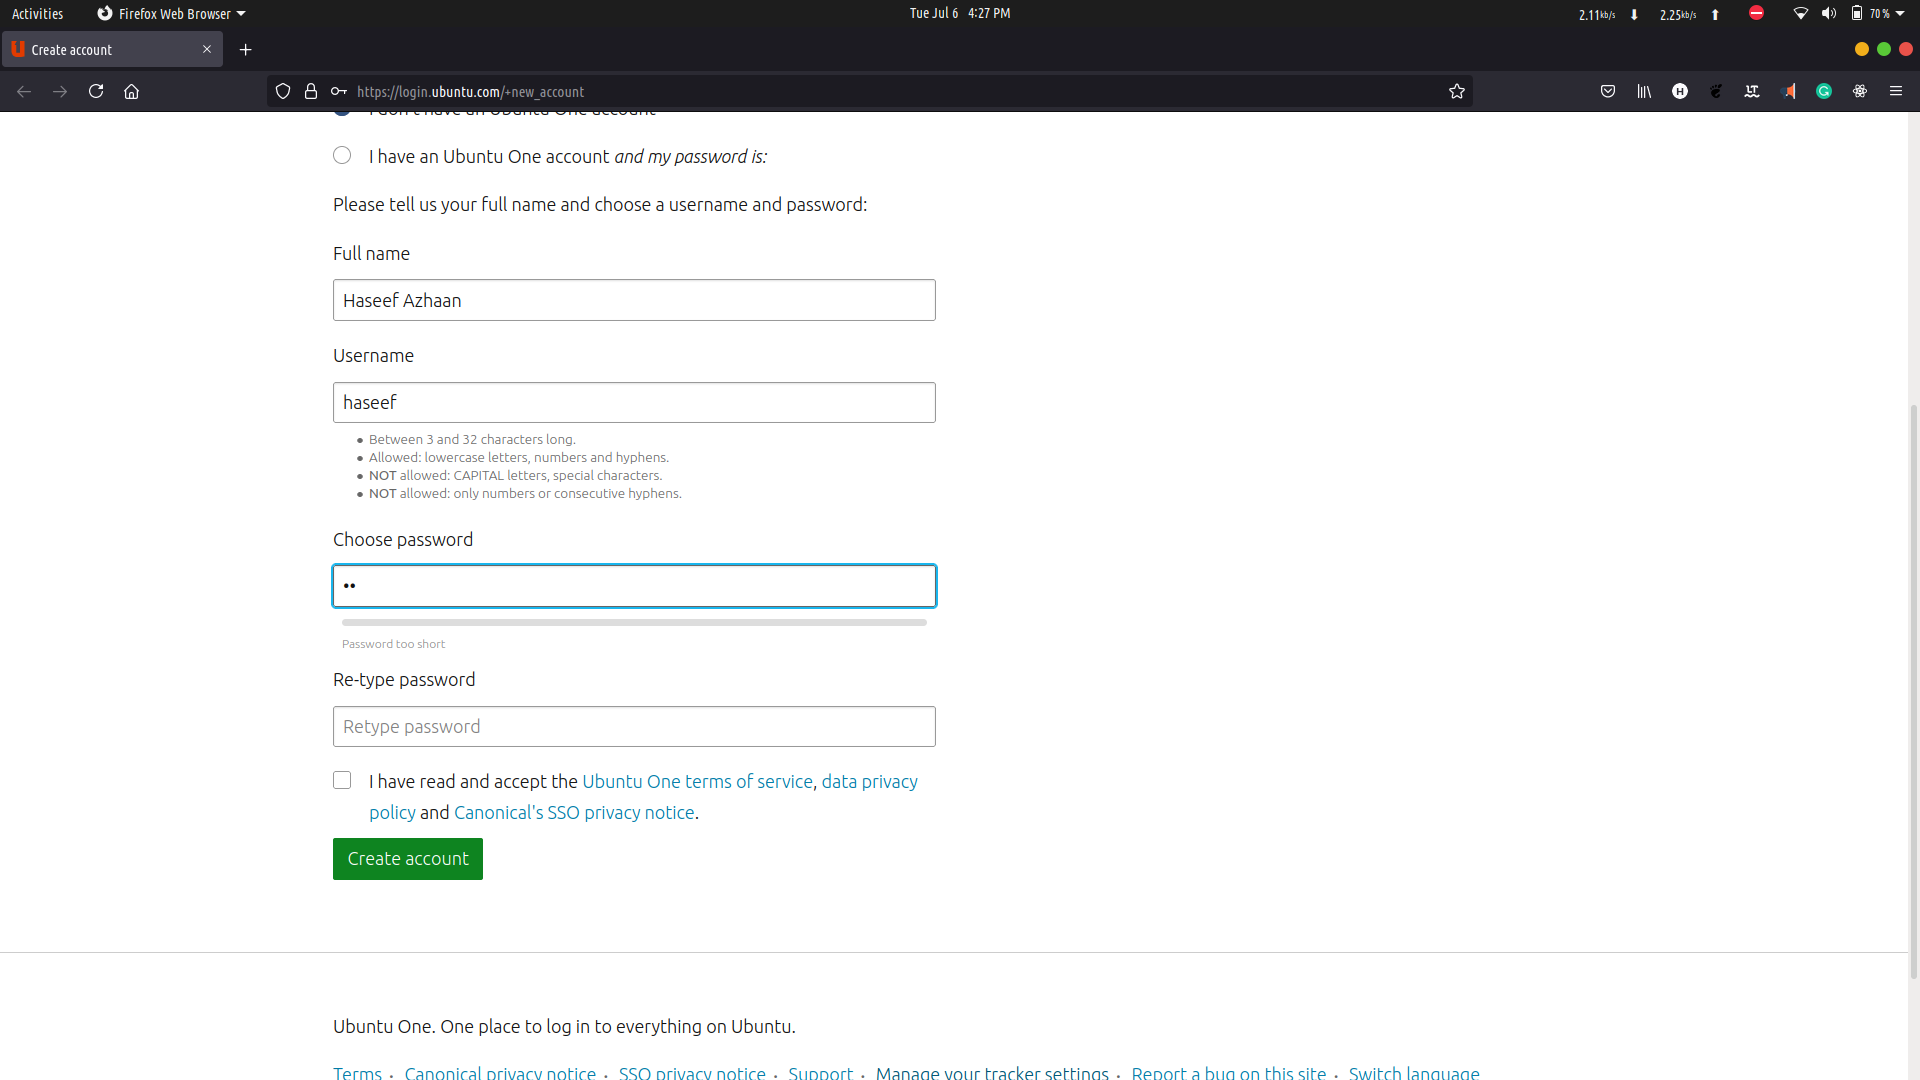 Activities Firefox Web Browser Tue Jul 6 4:27 PM 2.11kb/s 2.25kb/s 70 %
Create account
https://login.ubuntu.com/+new_account
I don't have an Ubuntu One account
I have an Ubuntu One account and my password is:
Please tell us your full name and choose a username and password:
Full name
Haseef Azhaan
Username
haseef
• Between 3 and 32 characters long.
• Allowed: lowercase letters, numbers and hyphens.
• NOT allowed: CAPITAL letters, special characters.
• NOT allowed: only numbers or consecutive hyphens.
Choose password
••
Password too short
Re-type password
Retype password
I have read and accept the Ubuntu One terms of service, data privacy
policy and Canonical's SSO privacy notice.
Create account
Ubuntu One. One place to log in to everything on Ubuntu.
Terms · Canonical privacy notice · SSO privacy notice · Support · Manage your tracker settings · Report a bug on this site · Switch language